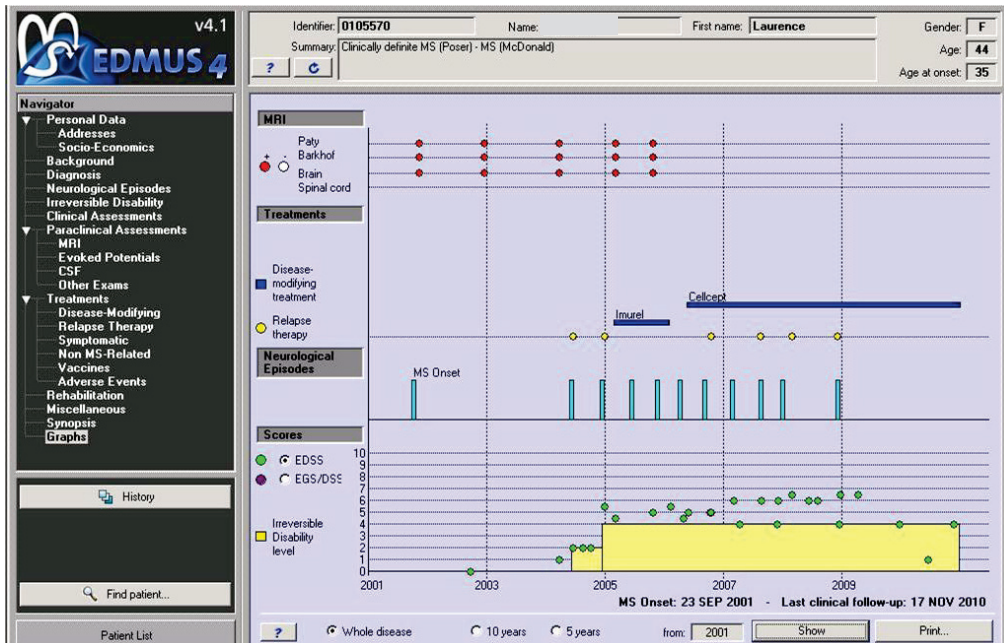 v4.1
EDMUS 4
Identifier: 0105570 Name: First name: Laurence Gender: F
Summary: Clinically definite MS (Poser) - MS (McDonald) Age: 44
? Age at onset: 35
Navigator
Personal Data
Addresses
Socio-Economics
Background
Diagnosis
Neurological Episodes
Irreversible Disability
Clinical Assessments
Paraclinical Assessments
MRI
Evoked Potentials
CSF
Other Exams
Treatments
Disease-Modifying
Relapse Therapy
Symptomatic
Non MS-Related
Vaccines
Adverse Events
Rehabilitation
Miscellaneous
Synopsis
Graphs
History
Find patient...
Patient List
MRI
Paty
+ - Barkhof
Brain
Spinal cord
Treatments
Disease-
modifying
treatment
Cellcept
Imurel
Relapse
therapy
Neurological
Episodes
MS Onset
Scores
EDSS
EGS/DSS
Irreversible
Disability
level
10
9
8
7
6
5
4
3
2
1
0
2001 2003 2005 2007 2009
MS Onset: 23 SEP 2001 - Last clinical follow-up: 17 NOV 2010
? Whole disease 10 years 5 years from: 2001 Show Print...